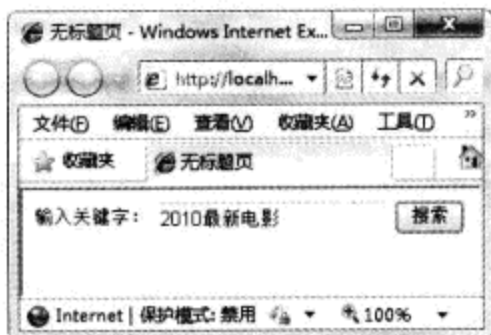 无标题页 - Windows Internet Ex...
http://localh...
文件(F) 编辑(E) 查看(V) 收藏夹(A) 工具(T) »
收藏夹 无标题页
输入关键字： 2010最新电影 搜索
Internet | 保护模式: 禁用 100%